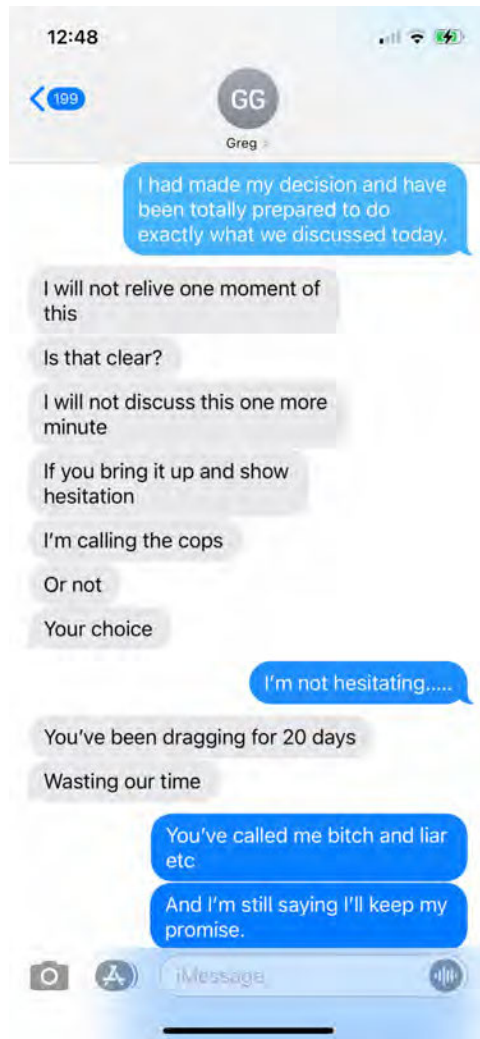 12:48
199
GG
Greg
I had made my decision and have
been totally prepared to do
exactly what we discussed today.
I will not relive one moment of
this
Is that clear?
I will not discuss this one more
minute
If you bring it up and show
hesitation
I'm calling the cops
Or not
Your choice
I'm not hesitating.....
You've been dragging for 20 days
Wasting our time
You've called me bitch and liar
etc
And I'm still saying I'll keep my
promise.
iMessage